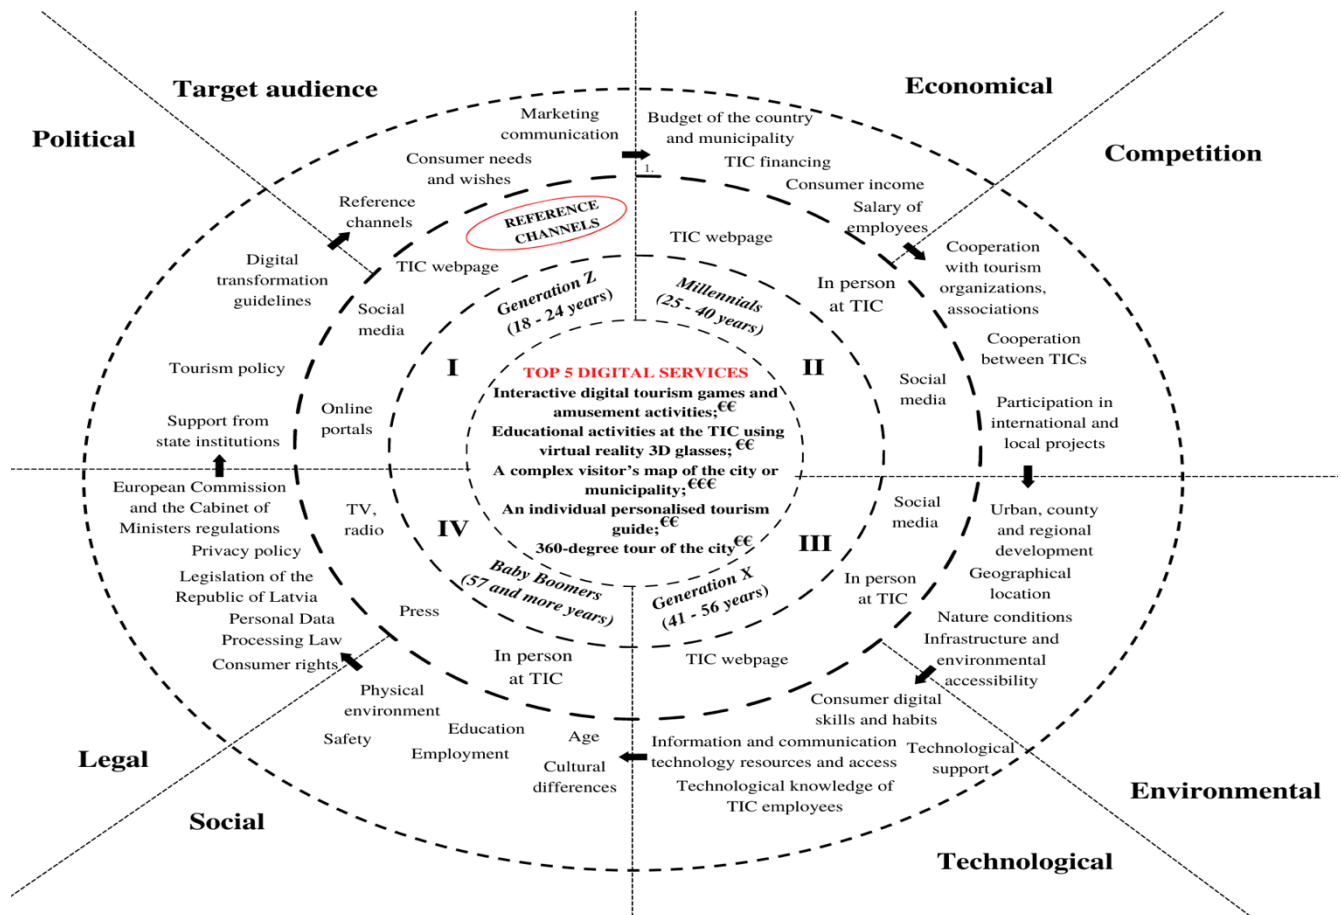 Target audience
Political
Economical
Competition
Marketing
communication
Consumer needs
and wishes
Reference
channels
Digital
transformation
guidelines
Tourism policy
Support from
state institutions
Budget of the country
and municipality
1.
TIC financing
Consumer income
Salary of
employees
Cooperation
with tourism
organizations,
associations
Cooperation
between TICs
Participation in
international and
local projects
REFERENCE
CHANNELS
TIC webpage
Social
media
Online
portals
TIC webpage
In person
at TIC
Social
media
Generation Z
(18 - 24 years)
Millennials
(25 - 40 years)
I
II
TOP 5 DIGITAL SERVICES
Interactive digital tourism games and
amusement activities;€€
Educational activities at the TIC using
virtual reality 3D glasses;€€
A complex visitor's map of the city or
municipality;€€€
An individual personalised tourism
guide;€€
360-degree tour of the city€€
IV
III
Baby Boomers
(57 and more years)
Generation X
(41 - 56 years)
TV,
radio
Press
In person
at TIC
Social
media
In person
at TIC
TIC webpage
European Commission
and the Cabinet of
Ministers regulations
Privacy policy
Legislation of the
Republic of Latvia
Personal Data
Processing Law
Consumer rights
Urban, county
and regional
development
Geographical
location
Nature conditions
Infrastructure and
environmental
accessibility
Physical
environment
Safety
Education
Employment
Age
Cultural
differences
Consumer digital
skills and habits
Information and communication
technology resources and access
Technological
support
Technological knowledge of
TIC employees
Legal
Social
Environmental
Technological